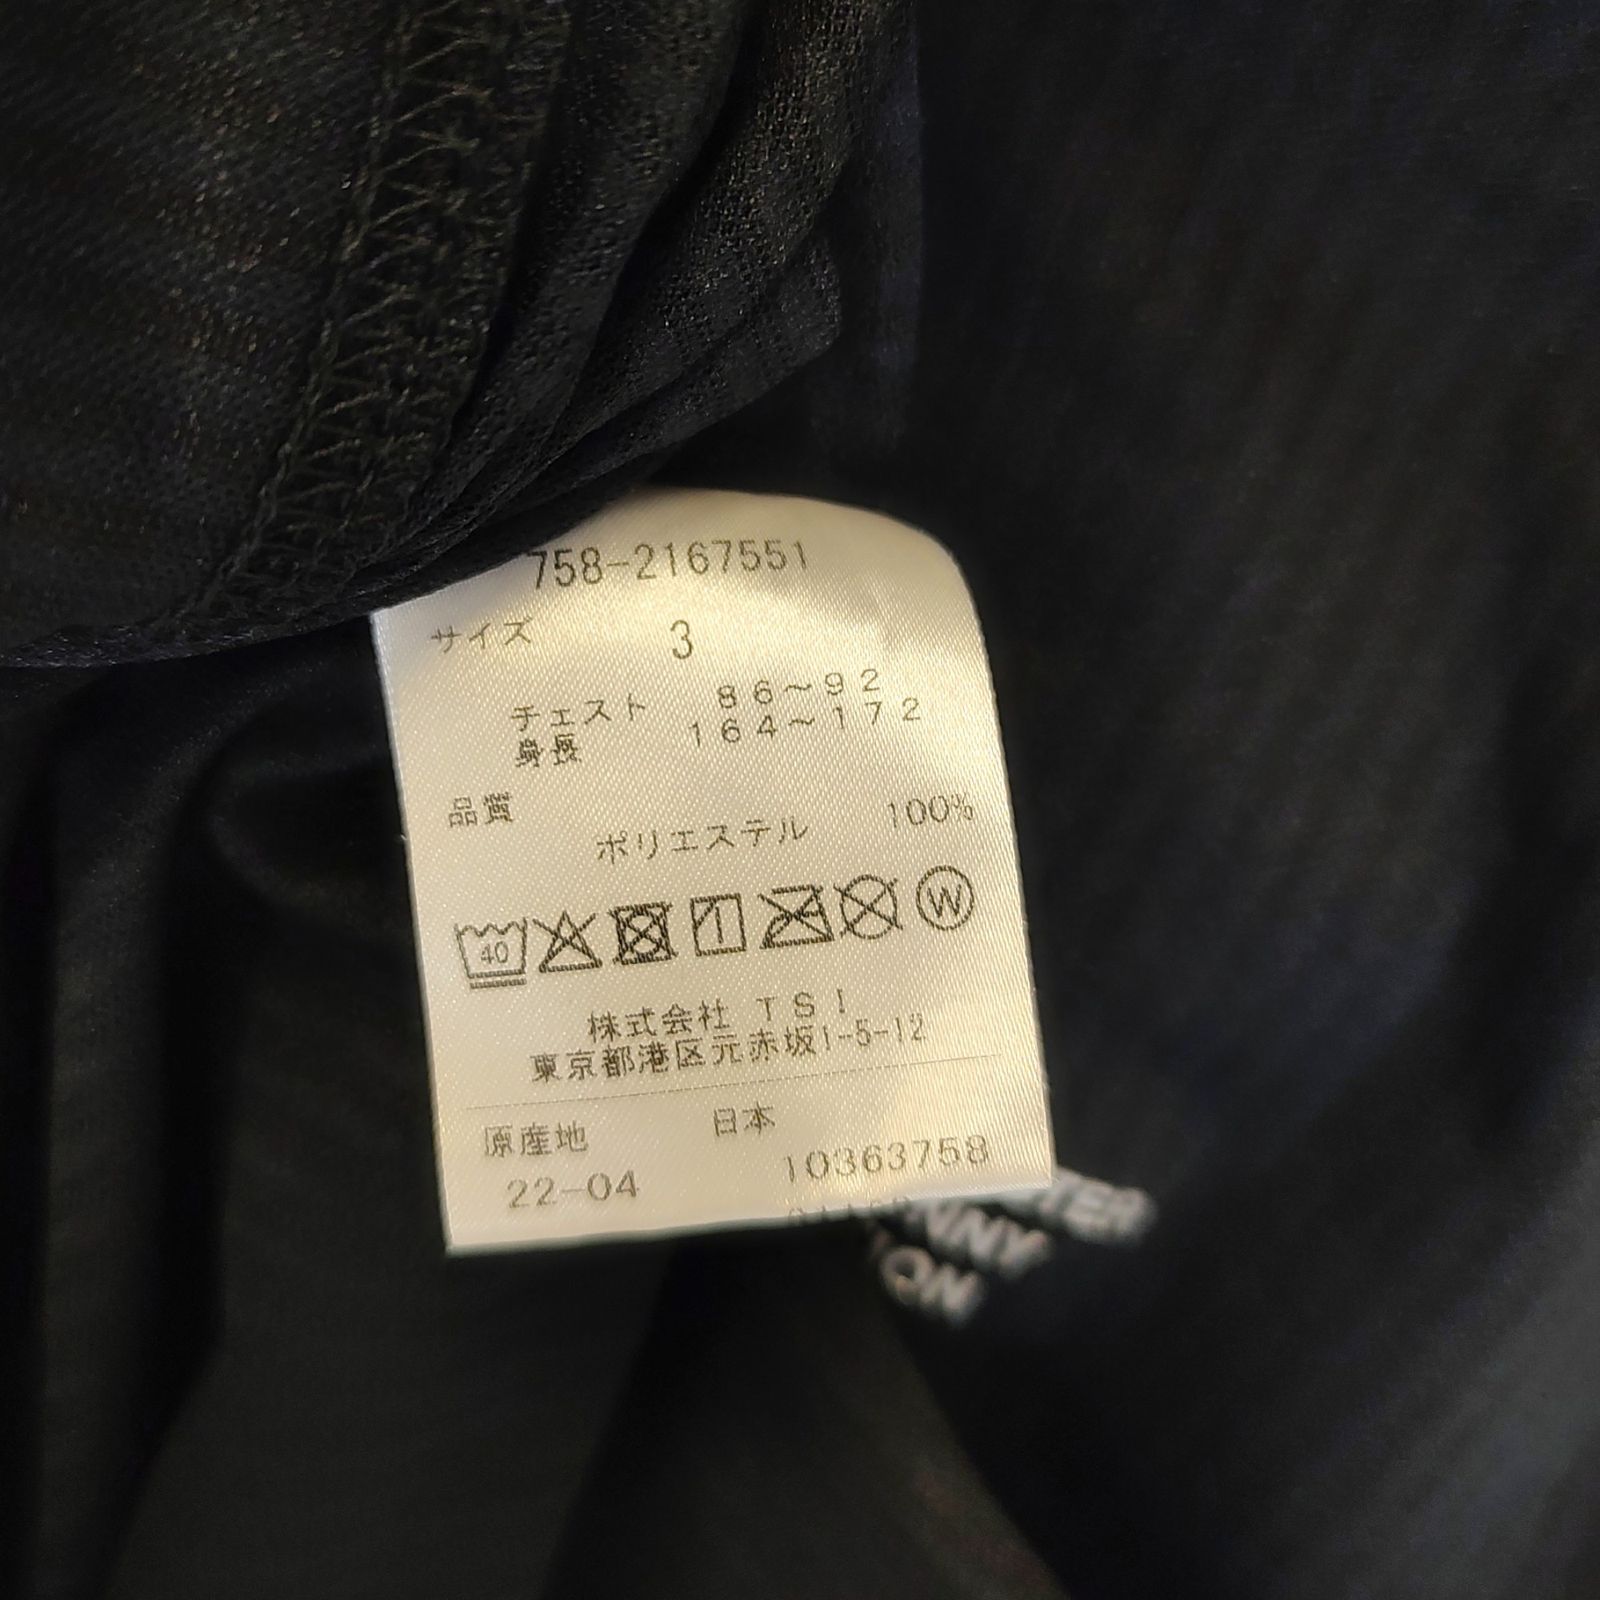 758-2167551
サイズ 3
チェスト 86~92
身長 164~172
品質
ポリエステル 100%
40
W
株式会社 TSI
東京都港区元赤坂1-5-12
原産地 日本
22-04 10363758